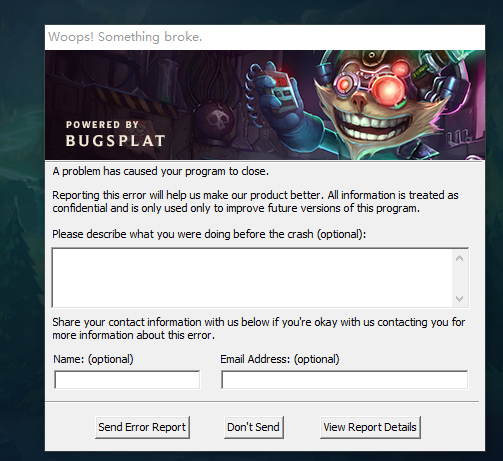 Woops! Something broke.
POWERED BY
BUGSPLAT
A problem has caused your program to close.
Reporting this error will help us make our product better. All information is treated as
confidential and is only used only to improve future versions of this program.
Please describe what you were doing before the crash (optional):
Share your contact information with us below if you're okay with us contacting you for
more information about this error.
Name: (optional)
Email Address: (optional)
Send Error Report
Don't Send
View Report Details